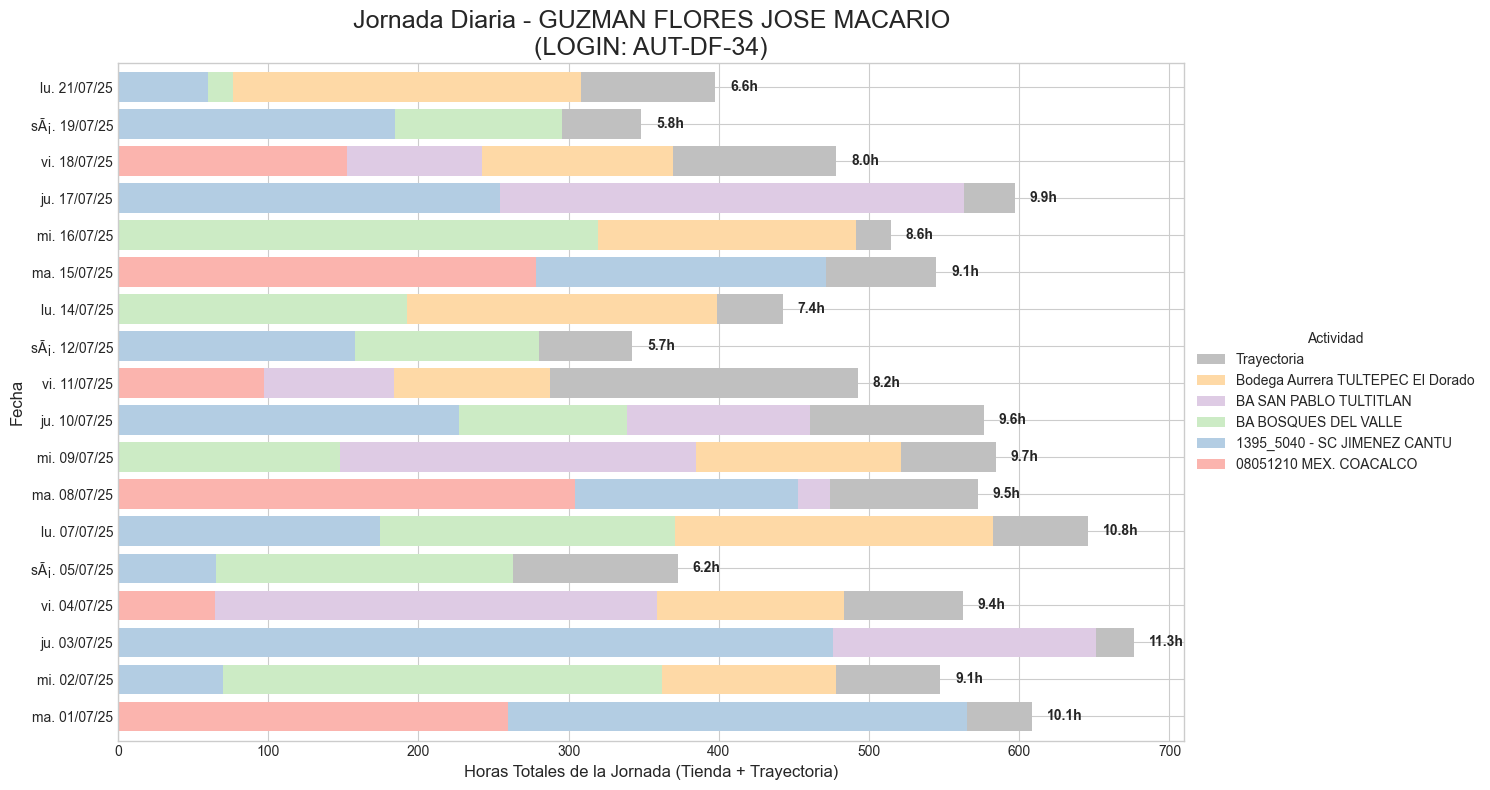 Jornada Diaria - GUZMAN FLORES JOSE MACARIO
(LOGIN: AUT-DF-34)
lu. 21/07/25 6.6h
sÃ¡. 19/07/25 5.8h
vi. 18/07/25 8.0h
ju. 17/07/25 9.9h
mi. 16/07/25 8.6h
ma. 15/07/25 9.1h
lu. 14/07/25 7.4h
sÃ¡. 12/07/25 5.7h
vi. 11/07/25 8.2h
ju. 10/07/25 9.6h
mi. 09/07/25 9.7h
ma. 08/07/25 9.5h
lu. 07/07/25 10.8h
sÃ¡. 05/07/25 6.2h
vi. 04/07/25 9.4h
ju. 03/07/25 11.3h
mi. 02/07/25 9.1h
ma. 01/07/25 10.1h
Fecha
0 100 200 300 400 500 600 700
Horas Totales de la Jornada (Tienda + Trayectoria)
Actividad
Trayectoria
Bodega Aurrera TULTEPEC El Dorado
BA SAN PABLO TULTITLAN
BA BOSQUES DEL VALLE
1395_5040 - SC JIMENEZ CANTU
08051210 MEX. COACALCO